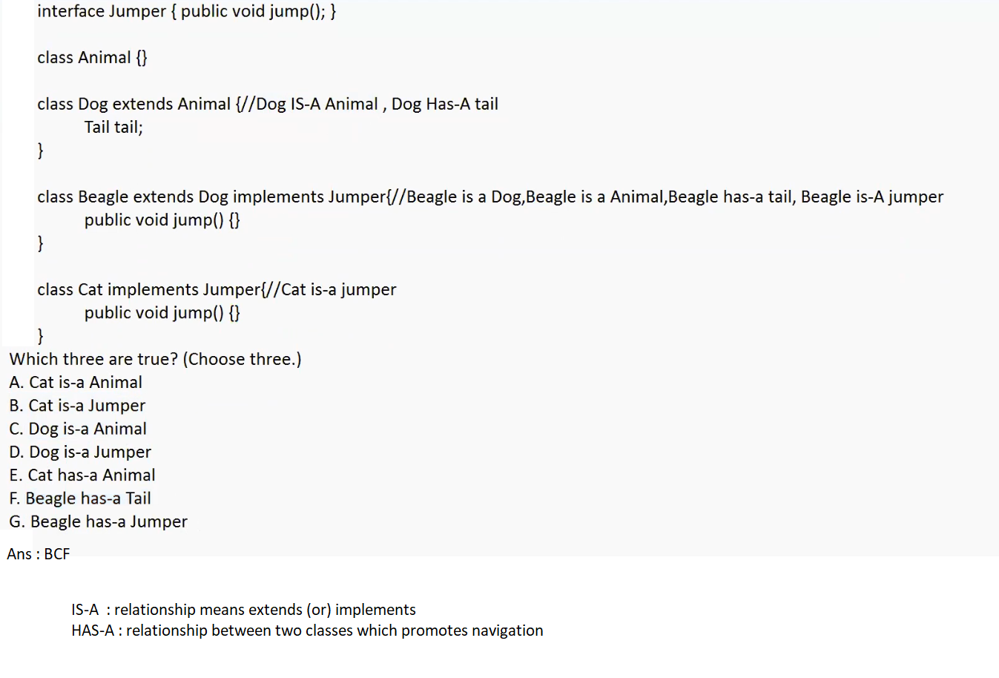 interface Jumper { public void jump(); }
class Animal {}
class Dog extends Animal {//Dog IS-A Animal , Dog Has-A tail
Tail tail;
}
class Beagle extends Dog implements Jumper{//Beagle is a Dog,Beagle is a Animal,Beagle has-a tail, Beagle is-A jumper
public void jump() {}
}
class Cat implements Jumper{//Cat is-a jumper
public void jump() {}
}
Which three are true? (Choose three.)
A. Cat is-a Animal
B. Cat is-a Jumper
C. Dog is-a Animal
D. Dog is-a Jumper
E. Cat has-a Animal
F. Beagle has-a Tail
G. Beagle has-a Jumper
Ans : BCF
IS-A : relationship means extends (or) implements
HAS-A : relationship between two classes which promotes navigation